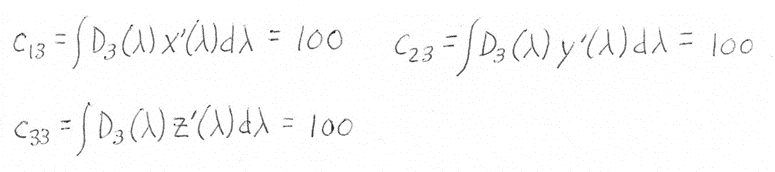 C₁₃ = ∫ D₃(λ) x'(λ) dλ = 100 C₂₃ = ∫ D₃(λ) y'(λ) dλ = 100
C₃₃ = ∫ D₃(λ) z'(λ) dλ = 100